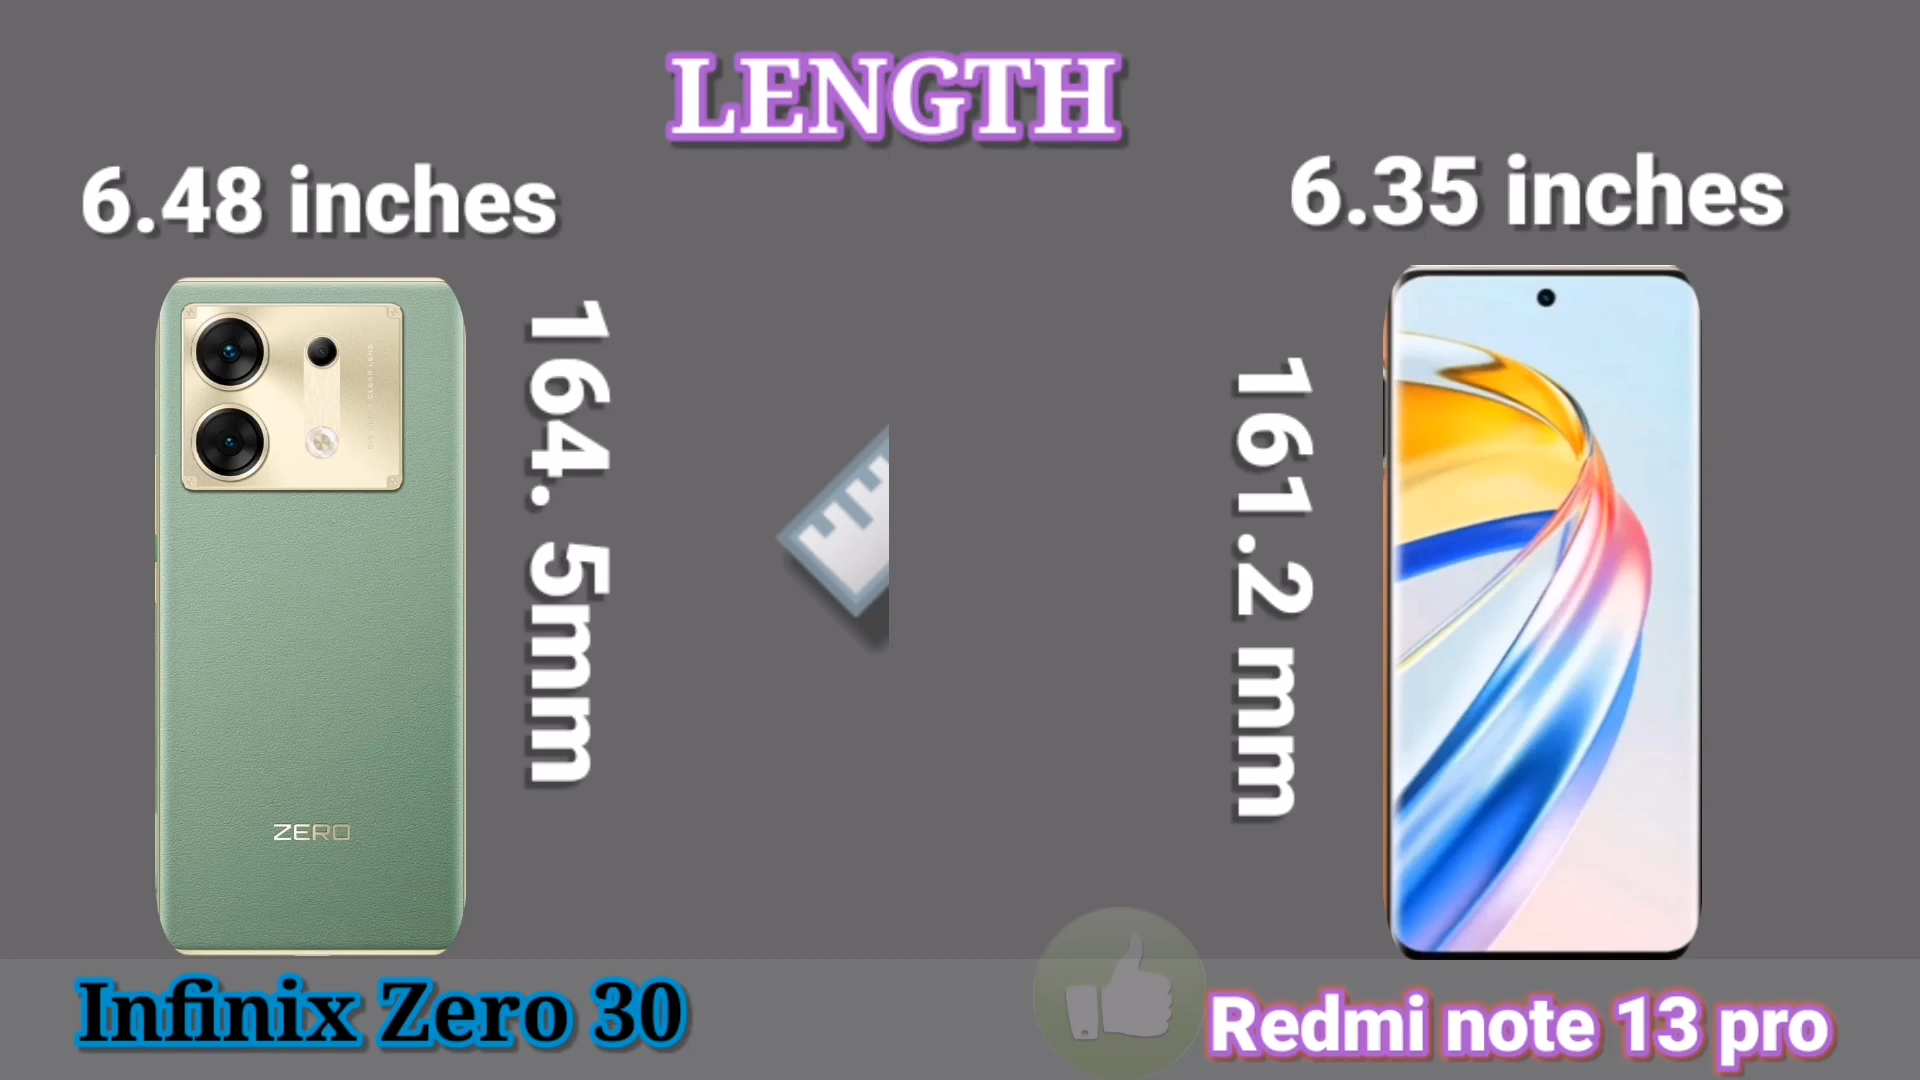 LENGTH
6.48 inches
6.35 inches
164. 5mm
161.2 mm
ZERO
Infinix Zero 30
Redmi note 13 pro